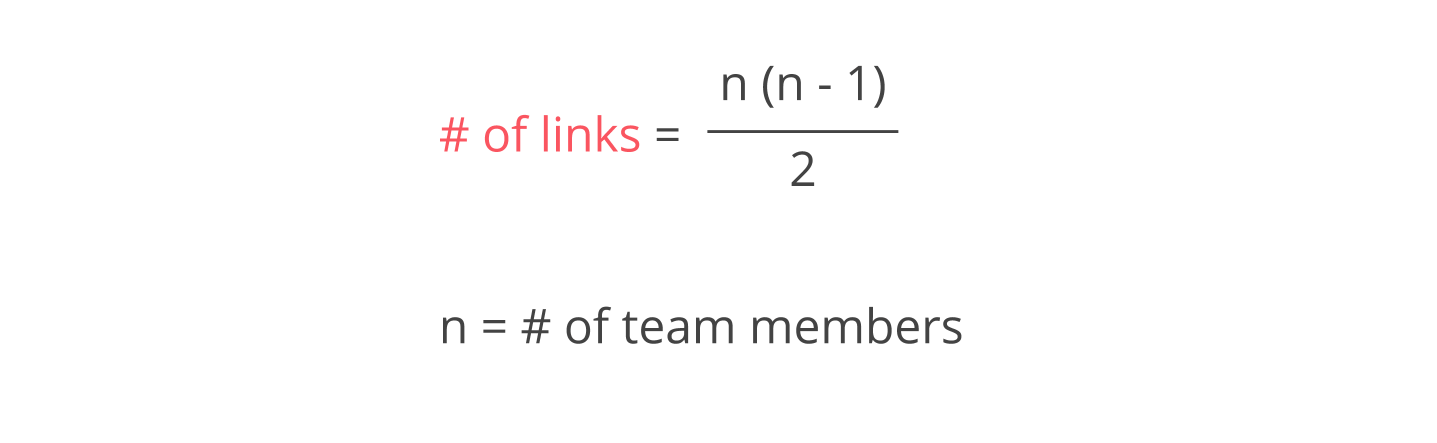 # of links = n (n - 1)
2
n = # of team members